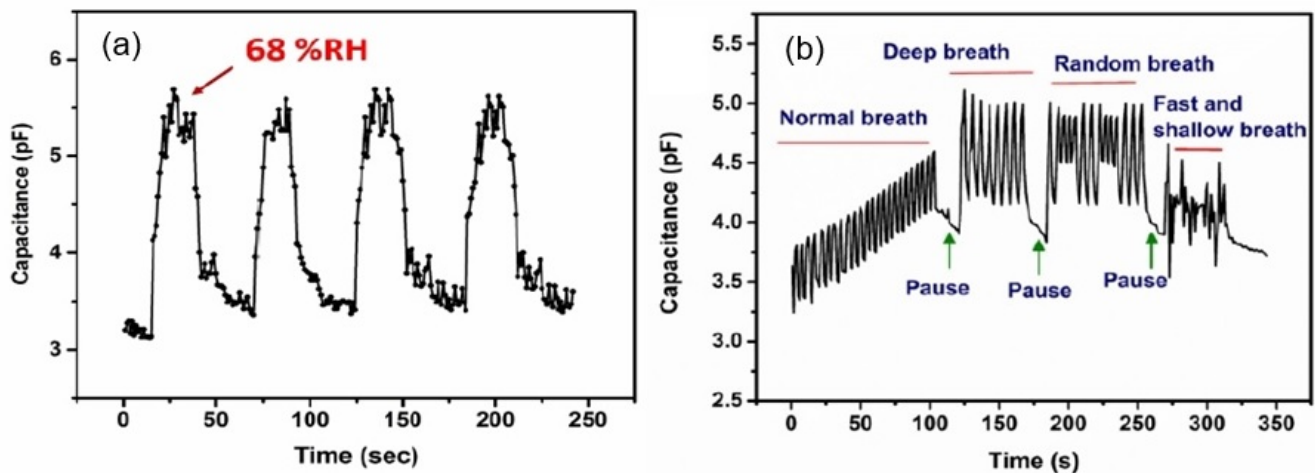 (a)
68 %RH
Capacitance (pF)
6
5
4
3
0
50
100
150
200
250
Time (sec)
(b)
Deep breath
Random breath
Normal breath
Fast and
shallow breath
Pause
Pause
Pause
Capacitance (pF)
5.5
5.0
4.5
4.0
3.5
3.0
2.5
0
50
100
150
200
250
300
350
Time (s)